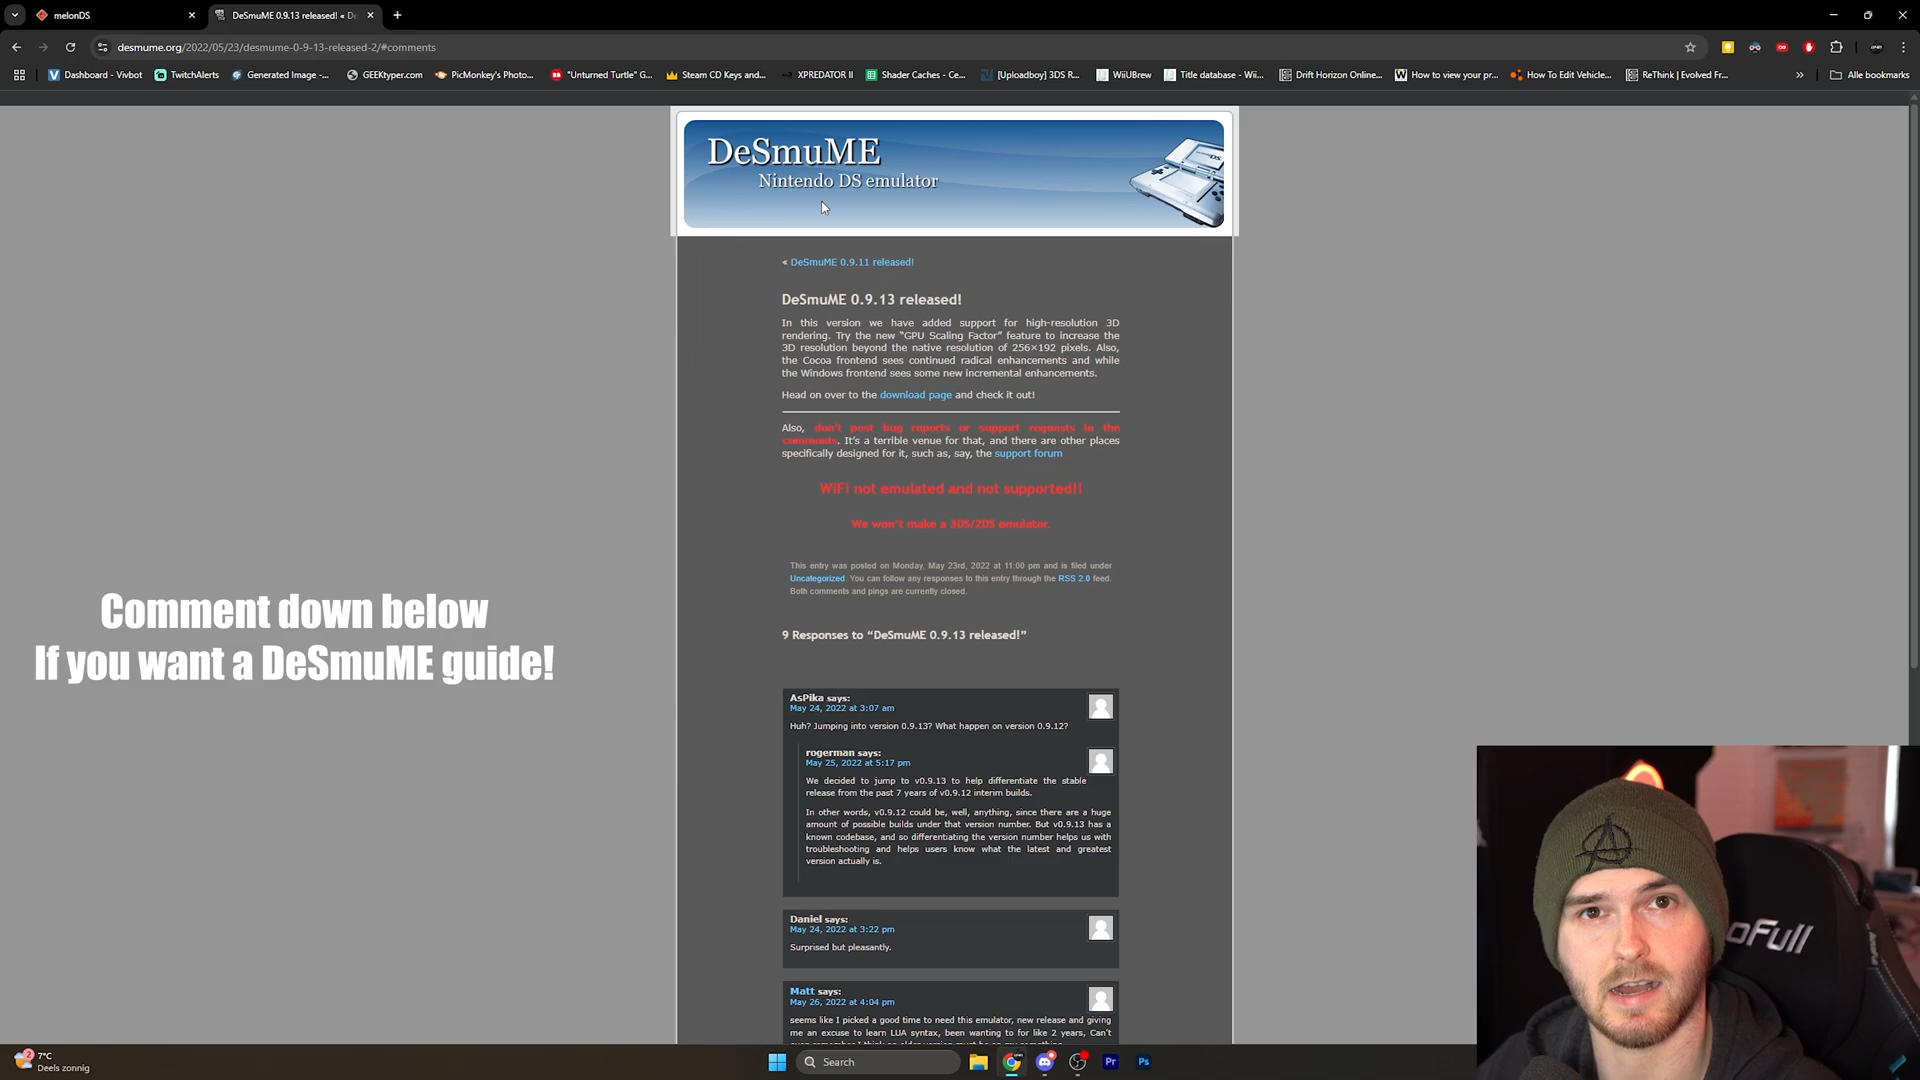 melonDS
DeSmuME 0.9.13 released! « De
desmume.org/2022/05/23/desmume-0-9-13-released-2/#comments
Dashboard - Vivbot
TwitchAlerts
Generated Image -...
GEEKtyper.com
PicMonkey's Photo...
"Unturned Turtle" G...
Steam CD Keys and...
XPREDATOR II
Shader Caches - Ce...
[Uploadboy] 3DS R...
WiiUBrew
Title database - Wii...
Drift Horizon Online...
How to view your pr...
How To Edit Vehicle...
ReThink | Evolved Fr...
Alle bookmarks
DeSmuME
Nintendo DS emulator
« DeSmuME 0.9.11 released!
DeSmuME 0.9.13 released!
In this version we have added support for high-resolution 3D
rendering. Try the new “GPU Scaling Factor” feature to increase the
3D resolution beyond the native resolution of 256×192 pixels. Also,
the Cocoa frontend sees continued radical enhancements and while
the Windows frontend sees some new incremental enhancements.
Head on over to the download page and check it out!
Also, don't post bug reports or support requests in the
comments. It's a terrible venue for that, and there are other places
specifically designed for it, such as, say, the support forum
WiFi not emulated and not supported!!
We won't make a 3DS/2DS emulator.
This entry was posted on Monday, May 23rd, 2022 at 11:00 pm and is filed under
Uncategorized. You can follow any responses to this entry through the RSS 2.0 feed.
Both comments and pings are currently closed.
9 Responses to “DeSmuME 0.9.13 released!”
AsPika says:
May 24, 2022 at 3:07 am
Huh? Jumping into version 0.9.13? What happen on version 0.9.12?
rogerman says:
May 25, 2022 at 5:17 pm
We decided to jump to v0.9.13 to help differentiate the stable
release from the past 7 years of v0.9.12 interim builds.
In other words, v0.9.12 could be, well, anything, since there are a huge
amount of possible builds under that version number. But v0.9.13 has a
known codebase, and so differentiating the version number helps us with
troubleshooting and helps users know what the latest and greatest
version actually is.
Daniel says:
May 24, 2022 at 3:22 pm
Surprised but pleasantly.
Matt says:
May 26, 2022 at 4:04 pm
seems like I picked a good time to need this emulator, new release and giving
me an excuse to learn LUA syntax, been wanting to for like 2 years, Can't
Comment down below
If you want a DeSmuME guide!
oFull
2
7°C
Deels zonnig
Search
Pr
Ps